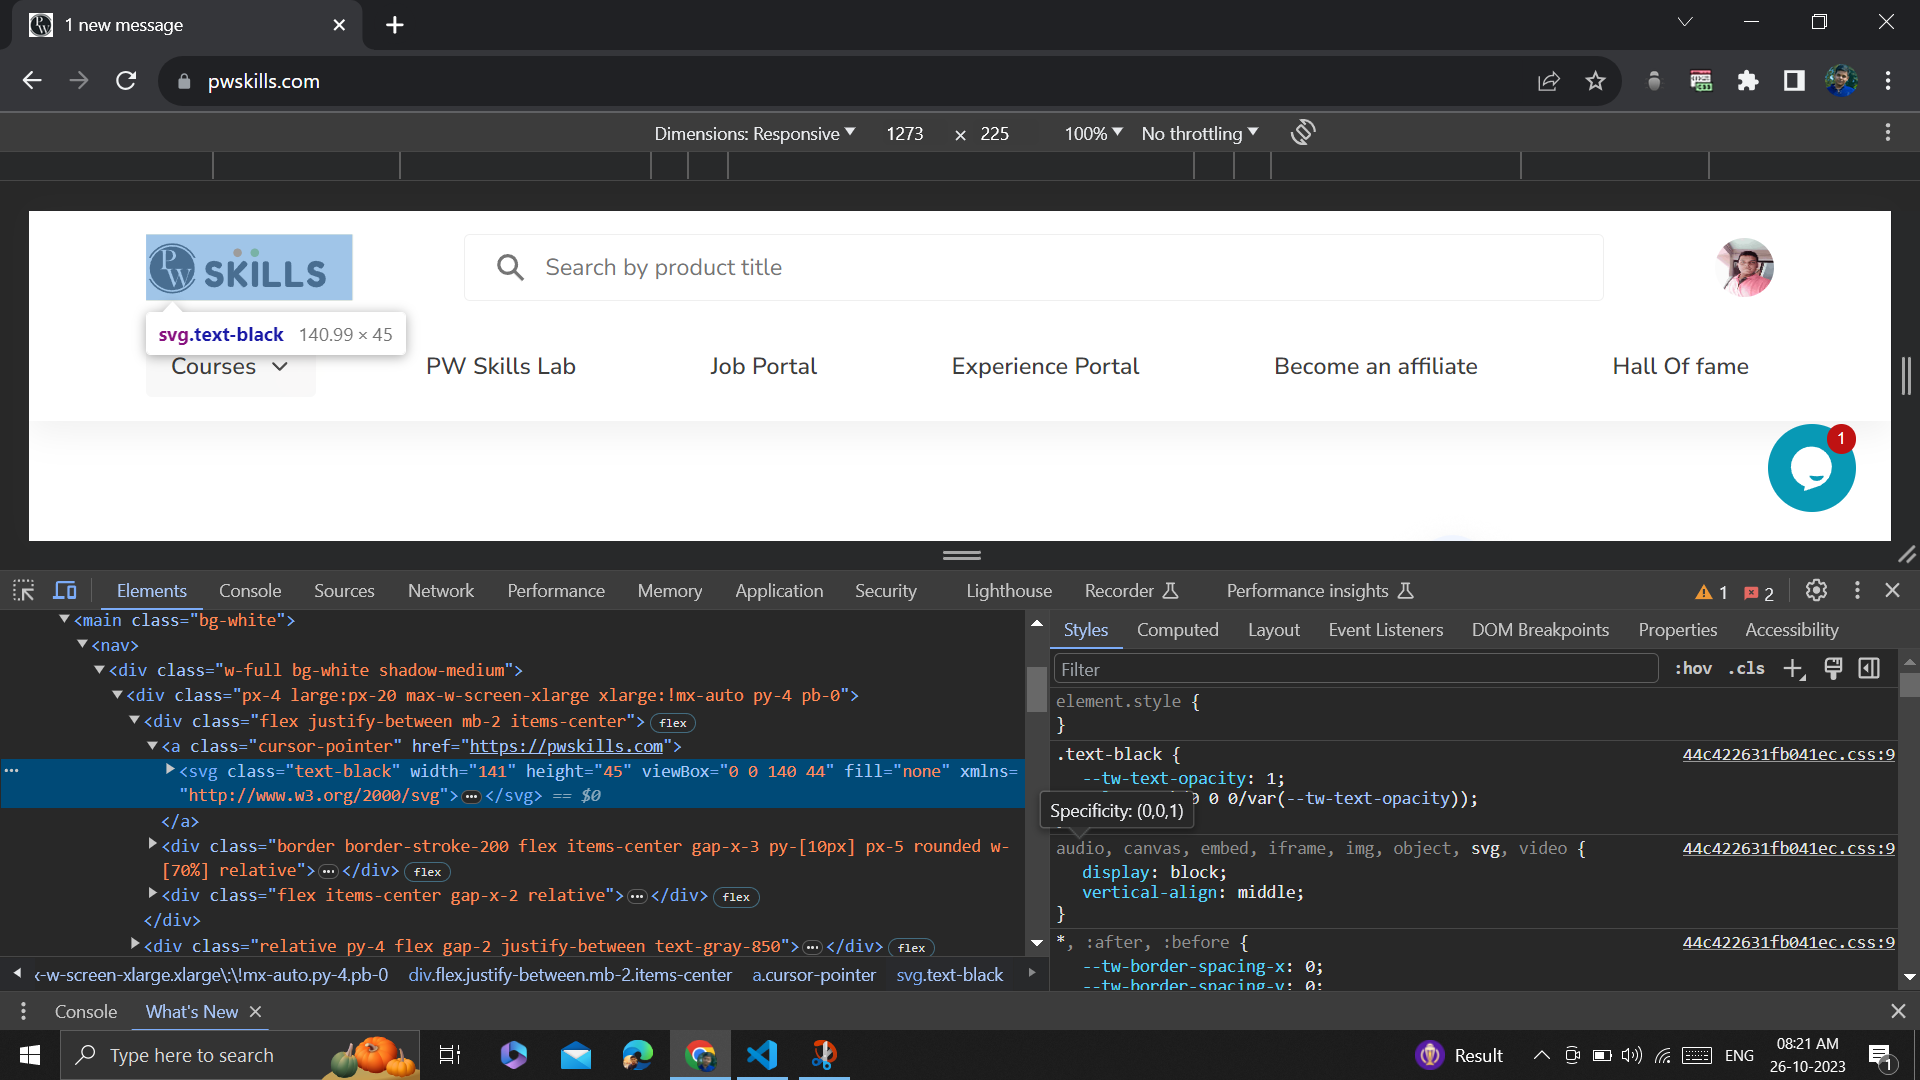 1 new message
pwskills.com
Dimensions: Responsive 1273 × 225 100% No throttling
PW SKILLS
Search by product title
svg.text-black 140.99 × 45
Courses PW Skills Lab Job Portal Experience Portal Become an affiliate Hall Of fame
1
Elements Console Sources Network Performance Memory Application Security Lighthouse Recorder Performance insights 1 2
<main class="bg-white">
<nav>
<div class="w-full bg-white shadow-medium">
<div class="px-4 large:px-20 max-w-screen-xlarge xlarge:!mx-auto py-4 pb-0">
<div class="flex justify-between mb-2 items-center"> flex
<a class="cursor-pointer" href="https://pwskills.com">
<svg class="text-black" width="141" height="45" viewBox="0 0 140 44" fill="none" xmlns=
"http://www.w3.org/2000/svg"> … </svg> == $0
</a>
<div class="border border-stroke-200 flex items-center gap-x-3 py-[10px] px-5 rounded w-
[70%] relative"> … </div> flex
<div class="flex items-center gap-x-2 relative"> … </div> flex
</div>
<div class="relative py-4 flex gap-2 justify-between text-gray-850"> … </div> flex
x-w-screen-xlarge.xlarge\:\!mx-auto.py-4.pb-0 div.flex.justify-between.mb-2.items-center a.cursor-pointer svg.text-black
Styles Computed Layout Event Listeners DOM Breakpoints Properties Accessibility
Filter :hov .cls
element.style {
}
.text-black { 44c422631fb041ec.css:9
--tw-text-opacity: 1;
0 0 0/var(--tw-text-opacity));
Specificity: (0,0,1)
audio, canvas, embed, iframe, img, object, svg, video { 44c422631fb041ec.css:9
display: block;
vertical-align: middle;
}
*, :after, :before { 44c422631fb041ec.css:9
--tw-border-spacing-x: 0;
--tw-border-spacing-y: 0;
Console What's New
Type here to search
Result ENG 08:21 AM
26-10-2023 1